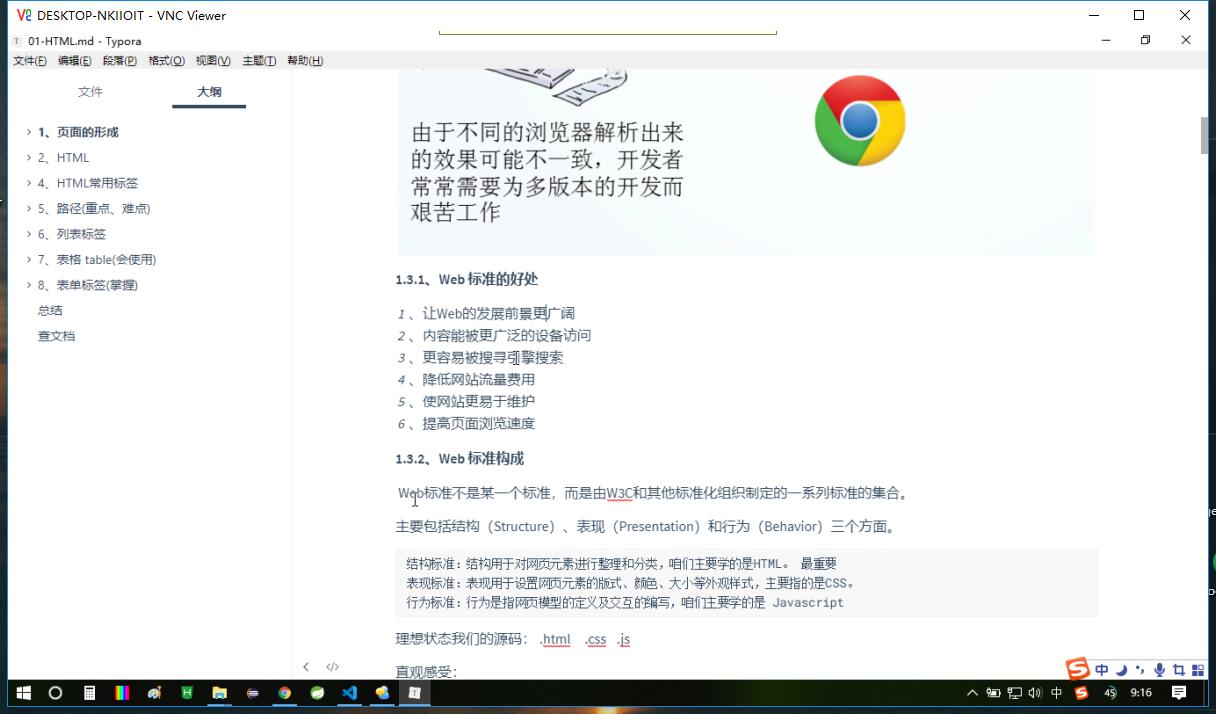 DESKTOP-NKIIOIT - VNC Viewer
01-HTML.md - Typora
文件(F) 编辑(E) 段落(P) 格式(O) 视图(V) 主题(T) 帮助(H)
文件 大纲
1、页面的形成
2、HTML
4、HTML常用标签
5、路径(重点、难点)
6、列表标签
7、表格 table(会使用)
8、表单标签(掌握)
总结
查文档
由于不同的浏览器解析出来
的效果可能不一致，开发者
常常需要为多版本的开发而
艰苦工作
1.3.1、Web 标准的好处
1 、让Web的发展前景更广阔
2 、内容能被更广泛的设备访问
3 、更容易被搜寻引擎搜索
4 、降低网站流量费用
5 、使网站更易于维护
6 、提高页面浏览速度
1.3.2、Web 标准构成
Web标准不是某一个标准，而是由W3C和其他标准化组织制定的一系列标准的集合。
主要包括结构（Structure）、表现（Presentation）和行为（Behavior）三个方面。
结构标准：结构用于对网页元素进行整理和分类，咱们主要学的是HTML。 最重要
表现标准：表现用于设置网页元素的版式、颜色、大小等外观样式，主要指的是CSS。
行为标准：行为是指网页模型的定义及交互的编写，咱们主要学的是 Javascript
理想状态我们的源码： .html .css .js
直观感受：
中
中 45 9:16